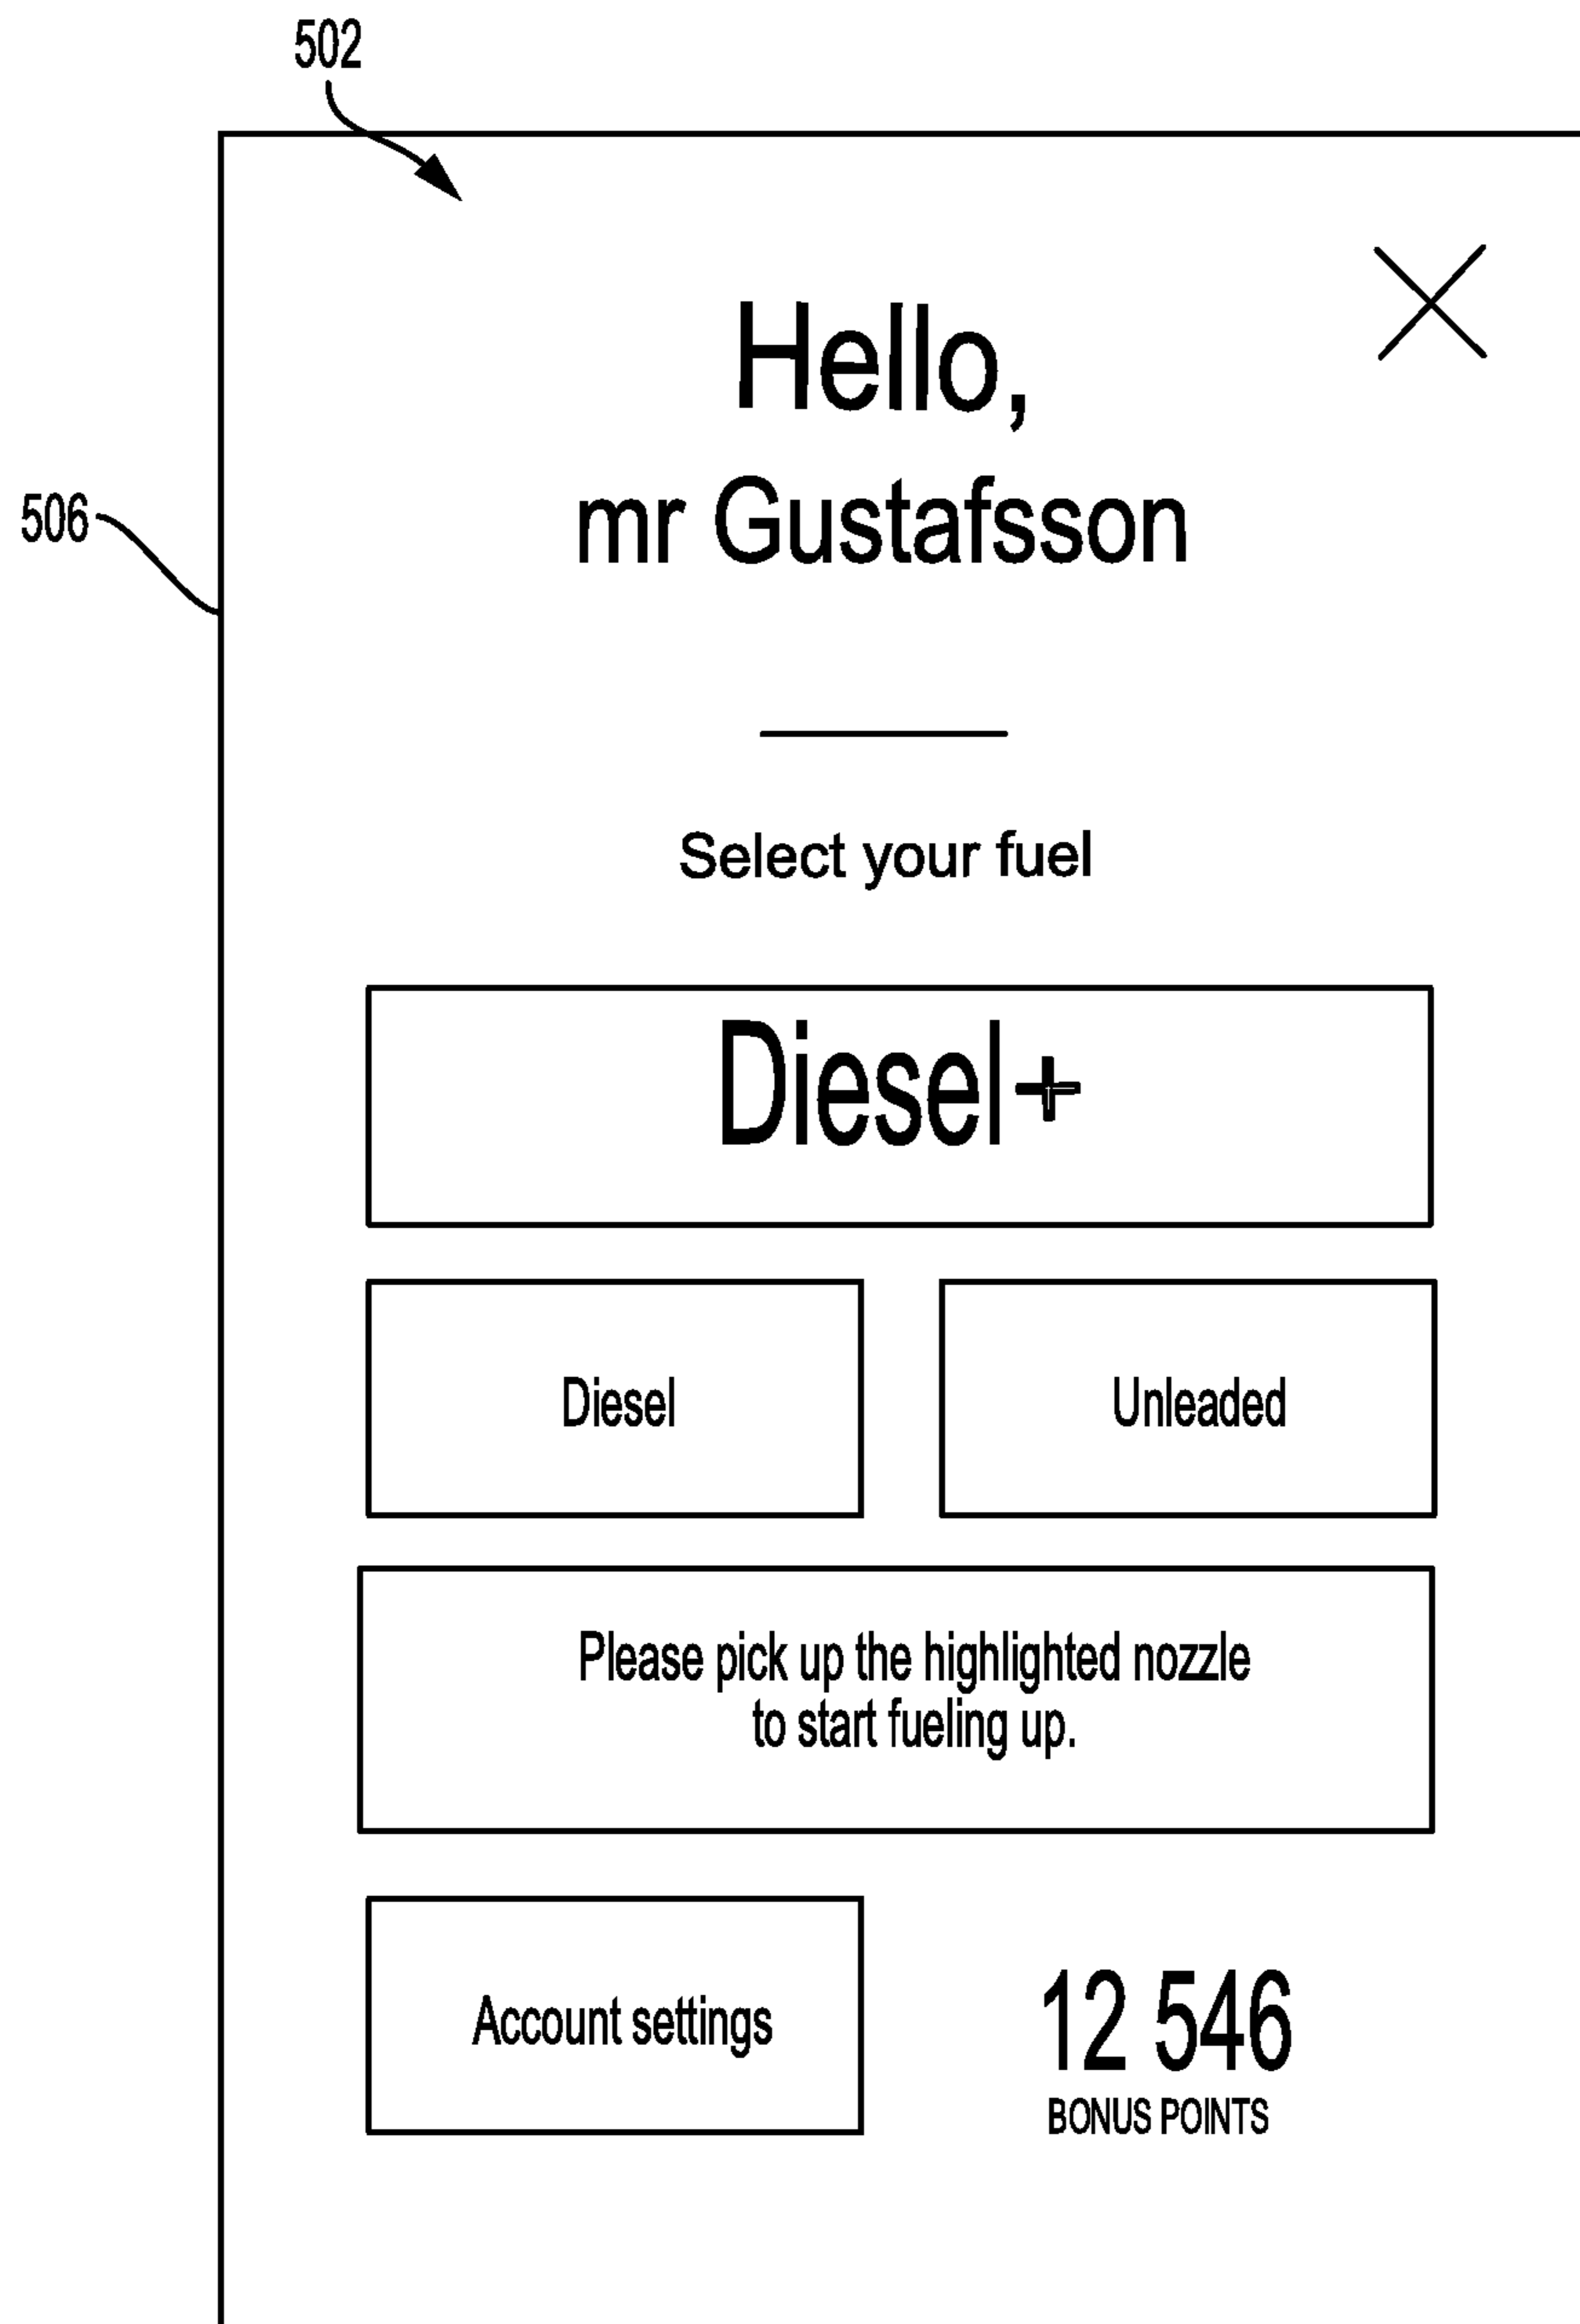 502
Hello,
mr Gustafsson
506
Select your fuel
Diesel+
Diesel
Unleaded
Please pick up the highlighted nozzle
to start fueling up.
Account settings
12 546
BONUS POINTS